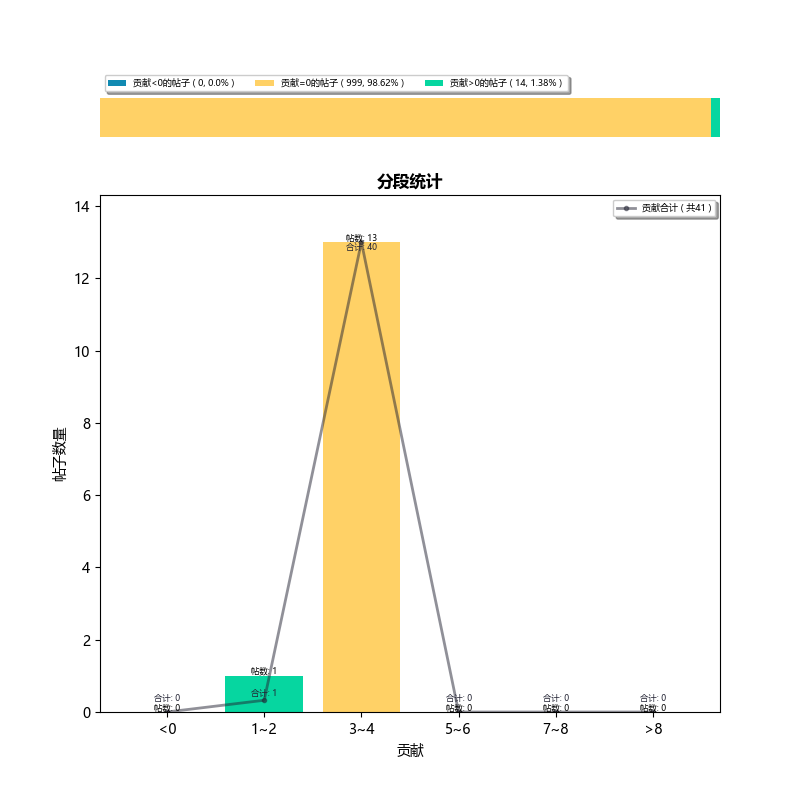 贡献<0的帖子 ( 0, 0.0% ) 贡献=0的帖子 ( 999, 98.62% ) 贡献>0的帖子 ( 14, 1.38% )
分段统计
贡献合计 ( 共41 )
14
12
10
8
6
4
2
0
帖子数量
帖数: 13
合计: 40
帖数: 1
合计: 1
合计: 0
帖数: 0
合计: 0
帖数: 0
合计: 0
帖数: 0
合计: 0
帖数: 0
<0 1~2 3~4 5~6 7~8 >8
贡献